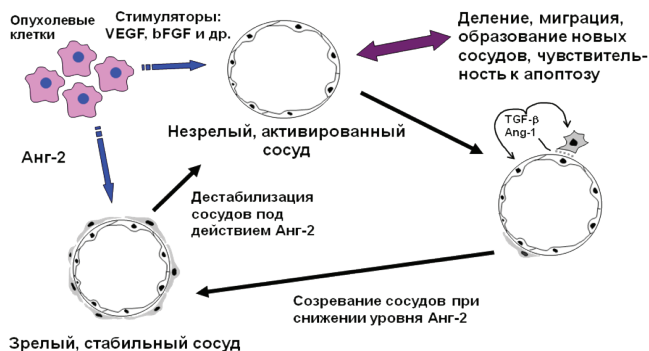 Опухолевые
клетки
Стимуляторы:
VEGF, bFGF и др.
Деление, миграция,
образование новых
сосудов, чувствитель-
ность к апоптозу
Незрелый, активированный
сосуд
TGF-β
Ang-1
Анг-2
Дестабилизация
сосудов под
действием Анг-2
Созревание сосудов при
снижении уровня Анг-2
Зрелый, стабильный сосуд